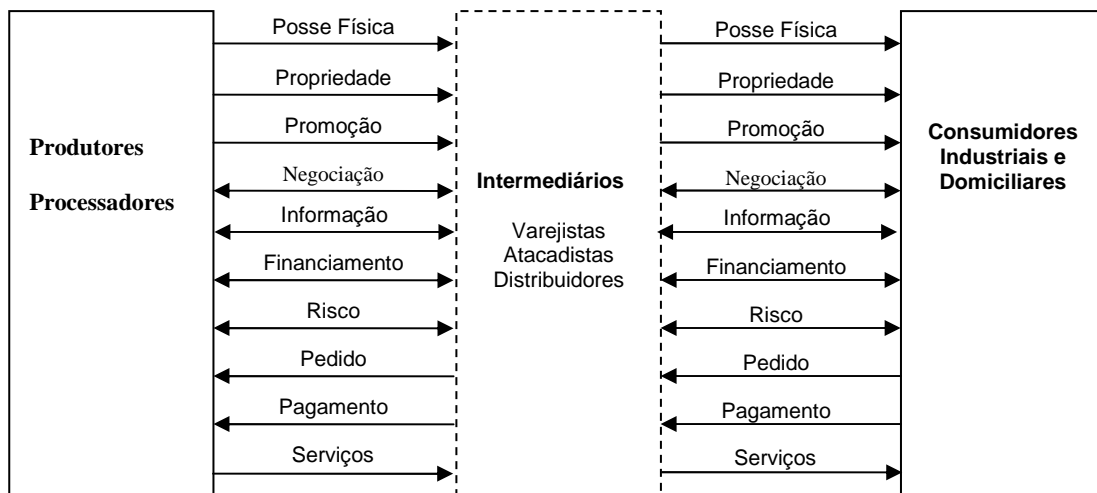 Produtores
Processadores
Posse Física
Propriedade
Promoção
Negociação
Informação
Financiamento
Risco
Pedido
Pagamento
Serviços
Intermediários
Varejistas
Atacadistas
Distribuidores
Posse Física
Propriedade
Promoção
Negociação
Informação
Financiamento
Risco
Pedido
Pagamento
Serviços
Consumidores
Industriais e
Domiciliares